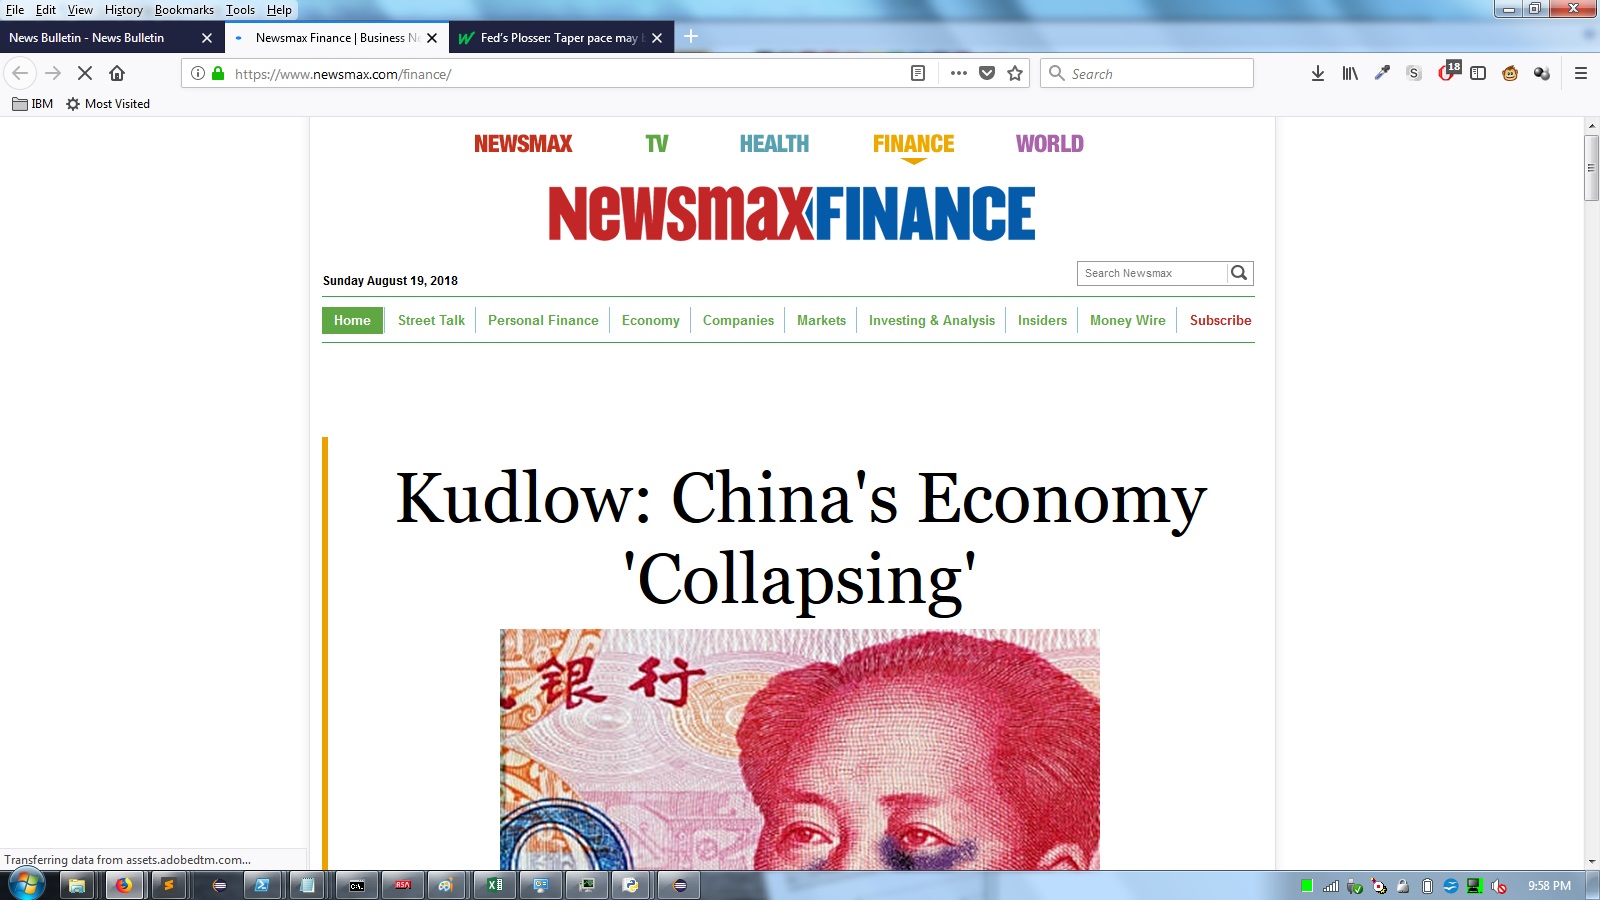 File Edit View History Bookmarks Tools Help
News Bulletin - News Bulletin
Newsmax Finance | Business Ne
Fed's Plosser: Taper pace may b
https://www.newsmax.com/finance/
Search
18
IBM
Most Visited
NEWSMAX TV HEALTH FINANCE WORLD
NewsmaxFINANCE
Sunday August 19, 2018
Search Newsmax
Home Street Talk Personal Finance Economy Companies Markets Investing & Analysis Insiders Money Wire Subscribe
Kudlow: China's Economy
'Collapsing'
银行
Transferring data from assets.adobedtm.com...
C:\.
RSA
9:58 PM